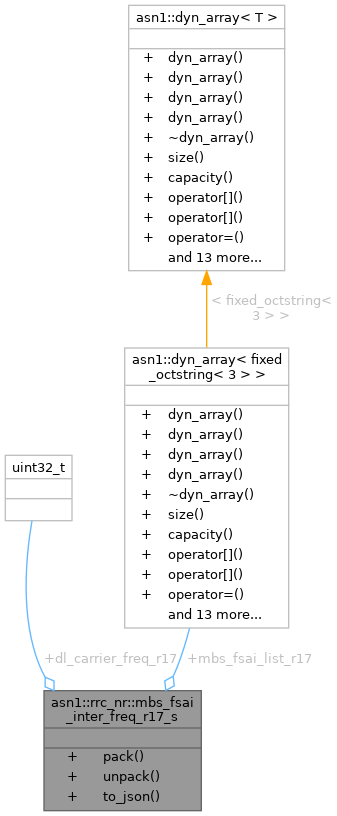 asn1::dyn_array< T >
+ dyn_array()
+ dyn_array()
+ dyn_array()
+ dyn_array()
+ ~dyn_array()
+ size()
+ capacity()
+ operator[]()
+ operator[]()
+ operator=()
and 13 more...
< fixed_octstring<
3 > >
asn1::dyn_array< fixed
_octstring< 3 > >
+ dyn_array()
+ dyn_array()
+ dyn_array()
+ dyn_array()
+ ~dyn_array()
+ size()
+ capacity()
+ operator[]()
+ operator[]()
+ operator=()
and 13 more...
uint32_t
+dl_carrier_freq_r17
+mbs_fsai_list_r17
asn1::rrc_nr::mbs_fsai
_inter_freq_r17_s
+ pack()
+ unpack()
+ to_json()